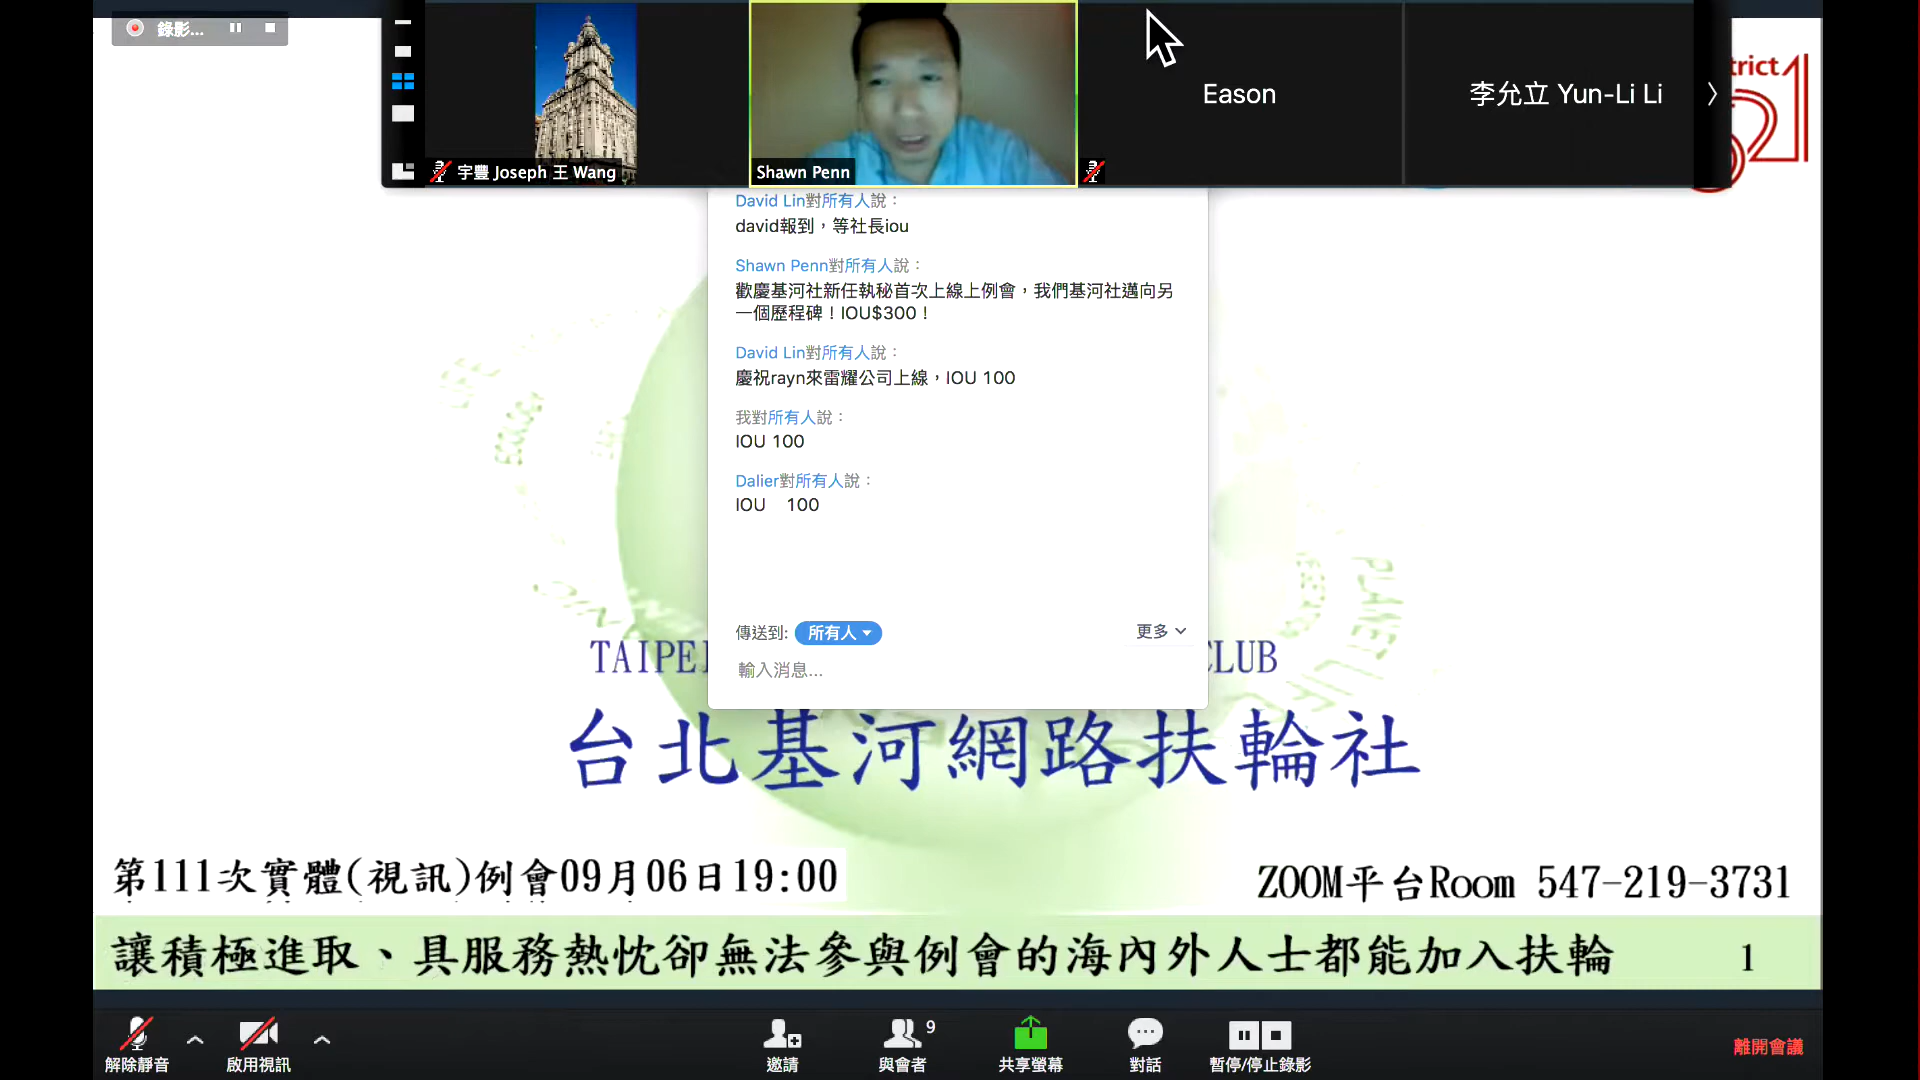 錄影...
宇豐 Joseph 王 Wang
Shawn Penn
Eason
李允立 Yun-Li Li
trict
David Lin對所有人說：
david報到，等社長iou
Shawn Penn對所有人說：
歡慶基河社新任執秘首次上線上例會，我們基河社邁向另
一個歷程碑！IOU$300！
David Lin對所有人說：
慶祝rayn來雷耀公司上線，IOU 100
我對所有人說：
IOU 100
Dalier對所有人說：
IOU 100
傳送到: 所有人
更多
輸入消息...
TAIPEI
CLUB
台北基河網路扶輪社
第111次實體(視訊)例會09月06日19:00
ZOOM平台Room 547-219-3731
讓積極進取、具服務熱忱卻無法參與例會的海內外人士都能加入扶輪
1
解除靜音
啟用視訊
邀請
與會者
9
共享螢幕
對話
暫停/停止錄影
離開會議